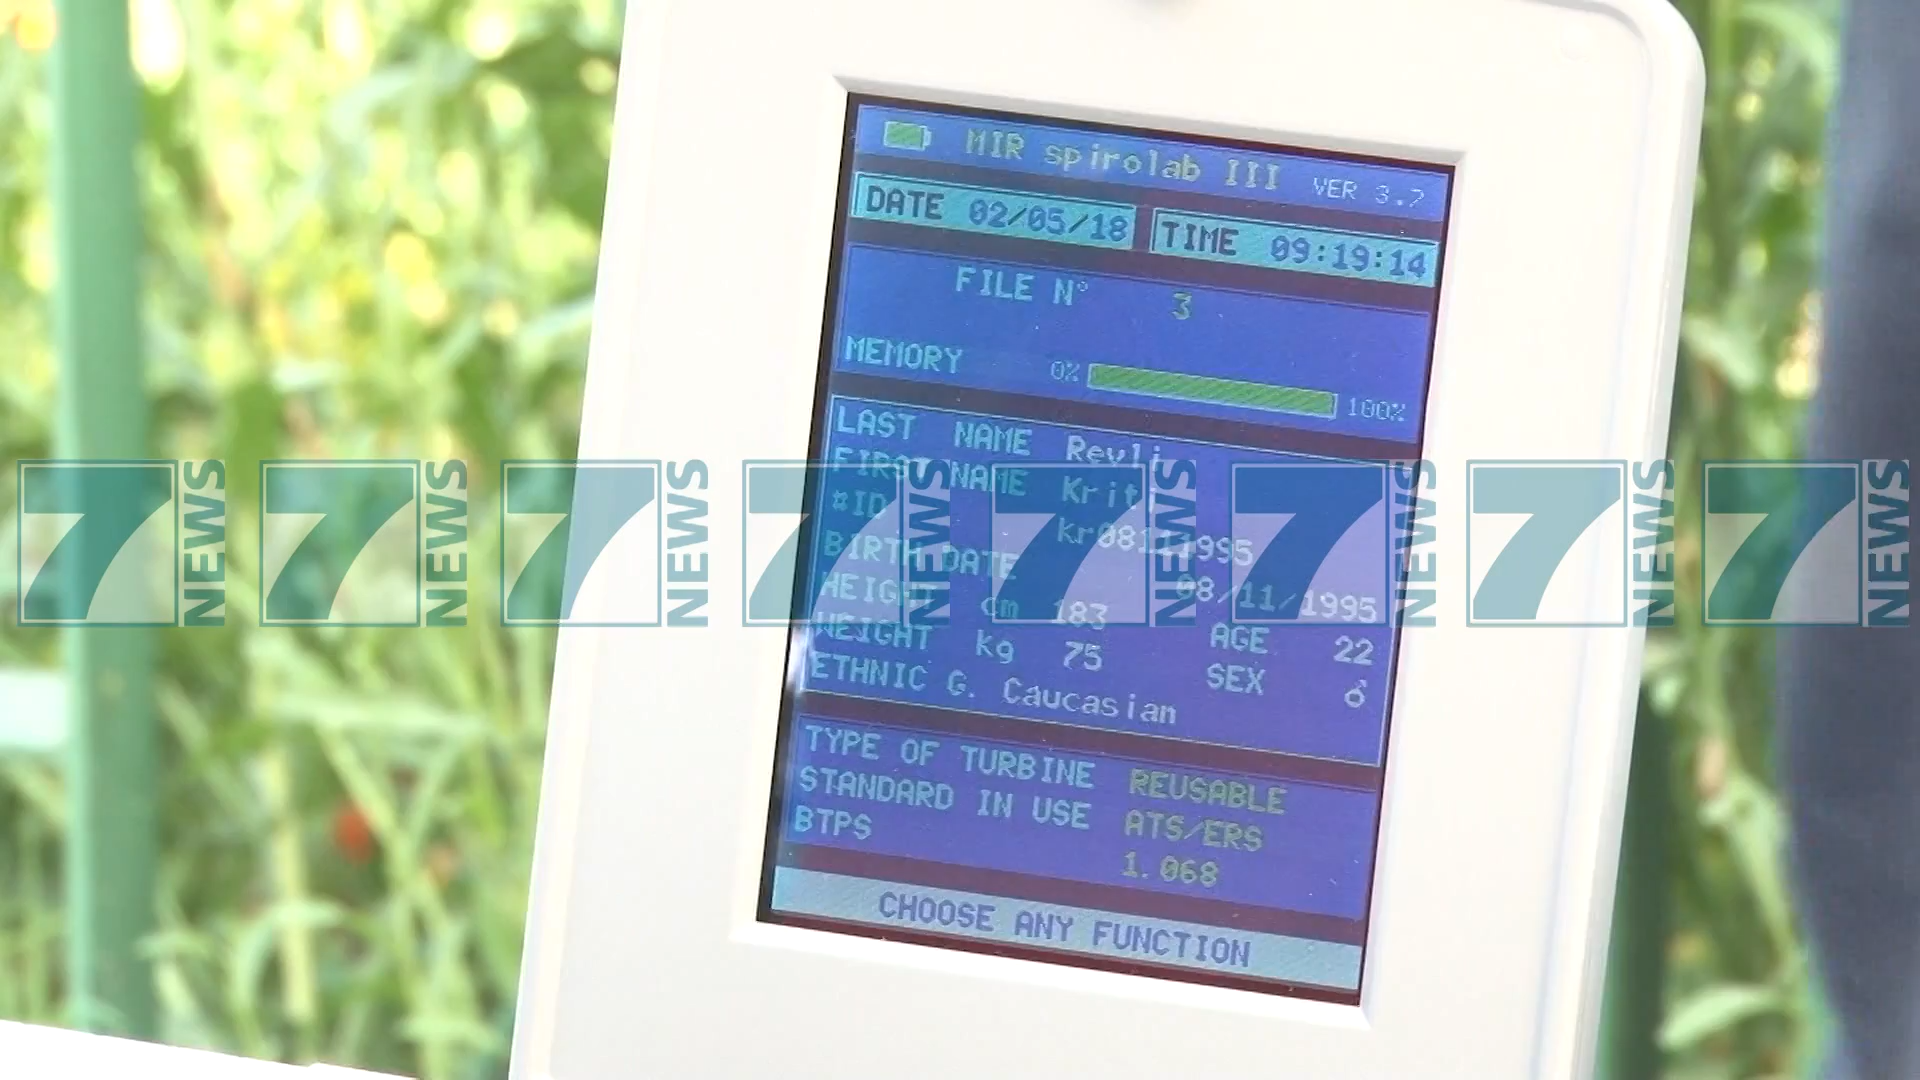 MIR spirolab III VER 3.7
DATE 02/05/18 TIME 09:19:14
FILE N° 3
MEMORY 0% 100%
LAST NAME Revli
FIRST NAME Kriti
#ID Kr08111995
BIRTH DATE 08/11/1995
HEIGHT cm 183 AGE 22
WEIGHT Kg 75 SEX ♂
ETHNIC G. Caucasian
TYPE OF TURBINE REUSABLE
STANDARD IN USE ATS/ERS
BTPS 1.068
CHOOSE ANY FUNCTION
7 NEWS 7 NEWS 7 NEWS 7 NEWS 7 NEWS 7 NEWS 7 NEWS 7 NEWS